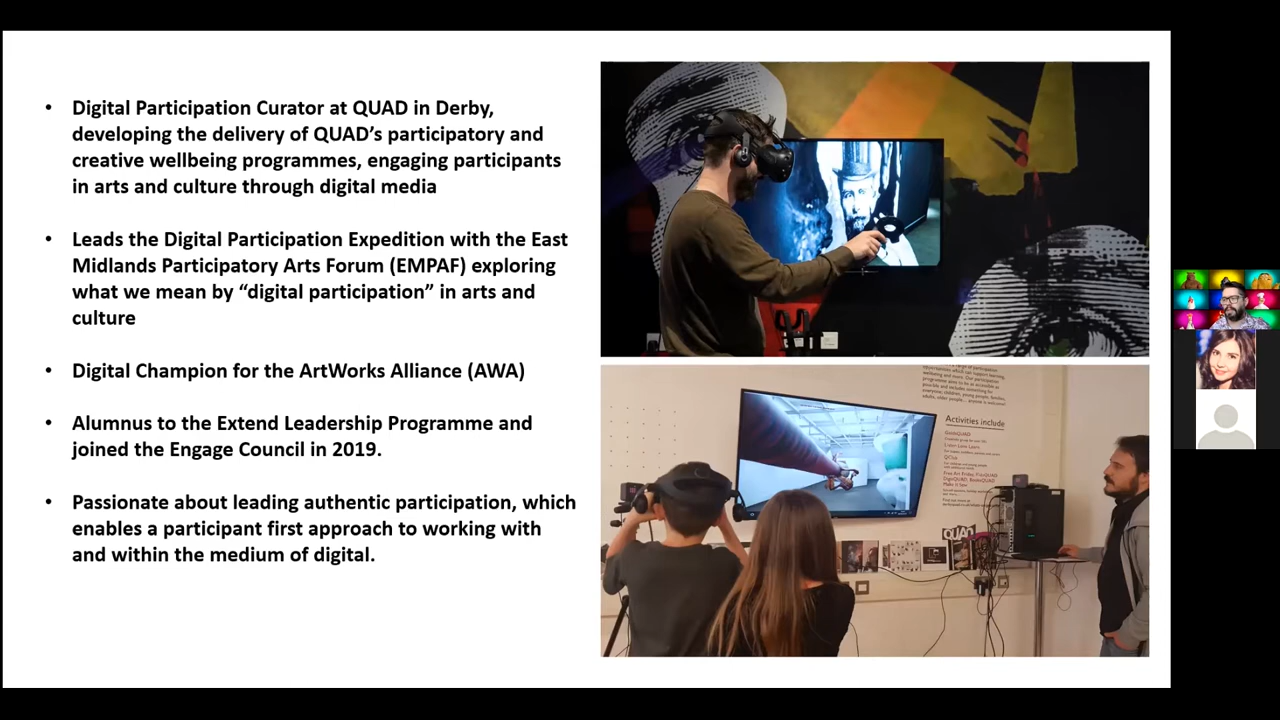 • Digital Participation Curator at QUAD in Derby,
developing the delivery of QUAD's participatory and
creative wellbeing programmes, engaging participants
in arts and culture through digital media
• Leads the Digital Participation Expedition with the East
Midlands Participatory Arts Forum (EMPAF) exploring
what we mean by "digital participation" in arts and
culture
• Digital Champion for the ArtWorks Alliance (AWA)
• Alumnus to the Extend Leadership Programme and
joined the Engage Council in 2019.
• Passionate about leading authentic participation, which
enables a participant first approach to working with
and within the medium of digital.
Activities include
QUAD